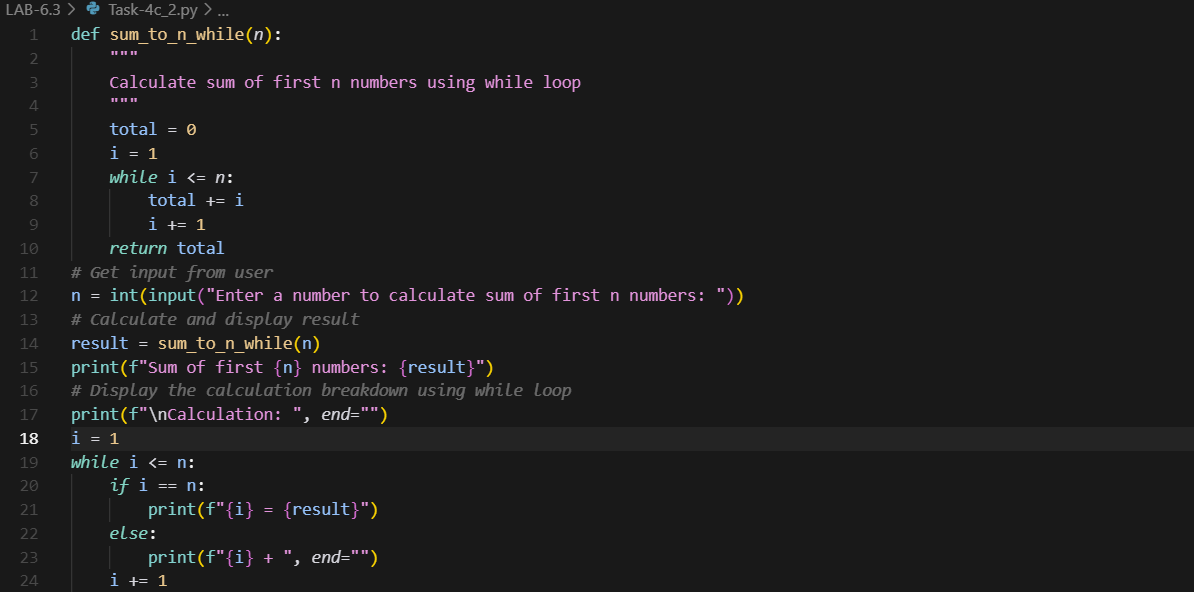 LAB-6.3 > Task-4c_2.py > ...
1 def sum_to_n_while(n):
2     """
3     Calculate sum of first n numbers using while loop
4     """
5     total = 0
6     i = 1
7     while i <= n:
8         total += i
9         i += 1
10     return total
11 # Get input from user
12 n = int(input("Enter a number to calculate sum of first n numbers: "))
13 # Calculate and display result
14 result = sum_to_n_while(n)
15 print(f"Sum of first {n} numbers: {result}")
16 # Display the calculation breakdown using while loop
17 print(f"\nCalculation: ", end="")
18 i = 1
19 while i <= n:
20     if i == n:
21         print(f"{i} = {result}")
22     else:
23         print(f"{i} + ", end="")
24     i += 1